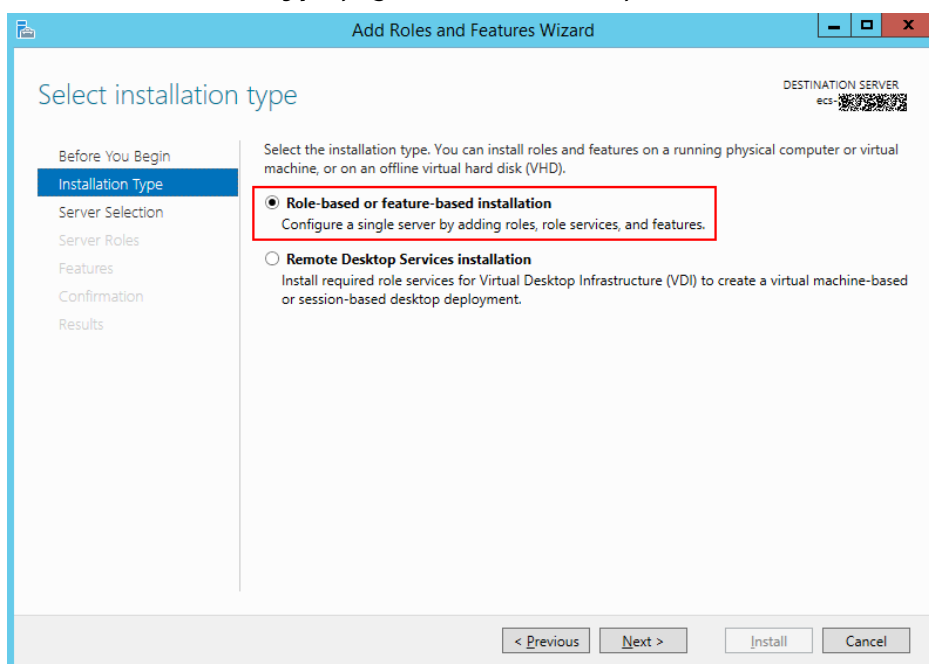 Add Roles and Features Wizard
Select installation type
DESTINATION SERVER
ecs-
Before You Begin
Installation Type
Server Selection
Server Roles
Features
Confirmation
Results
Select the installation type. You can install roles and features on a running physical computer or virtual
machine, or on an offline virtual hard disk (VHD).
Role-based or feature-based installation
Configure a single server by adding roles, role services, and features.
Remote Desktop Services installation
Install required role services for Virtual Desktop Infrastructure (VDI) to create a virtual machine-based
or session-based desktop deployment.
< Previous Next > Install Cancel